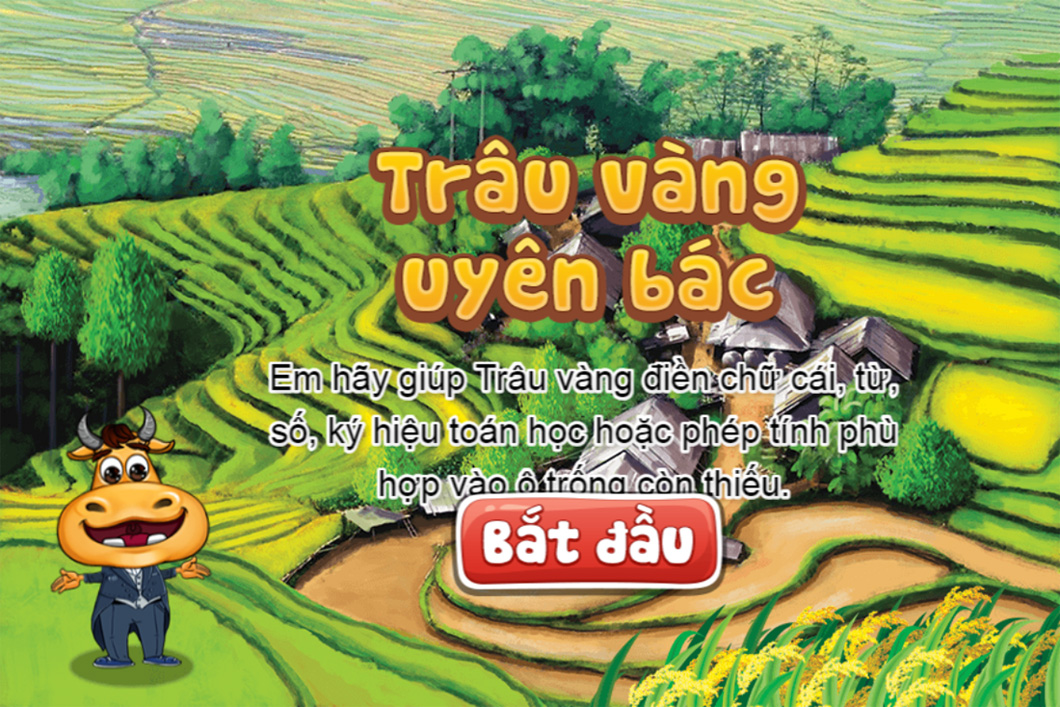 Trâu vàng
uyên bác
Em hãy giúp Trâu vàng điền chữ cái, từ,
số, ký hiệu toán học hoặc phép tính phù
hợp vào ô trống còn thiếu.
Bắt đầu